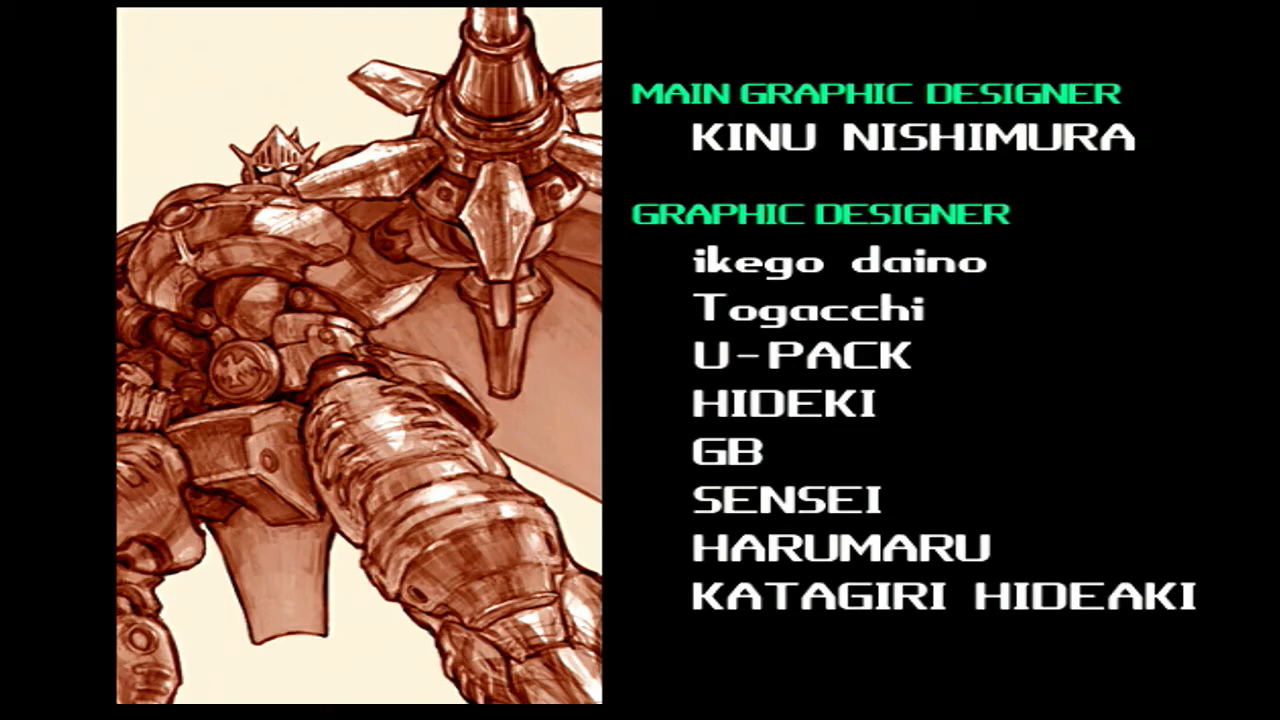 MAIN GRAPHIC DESIGNER
KINU NISHIMURA
GRAPHIC DESIGNER
ikego daino
Togacchi
U-PACK
HIDEKI
GB
SENSEI
HARUMARU
KATAGIRI HIDEAKI